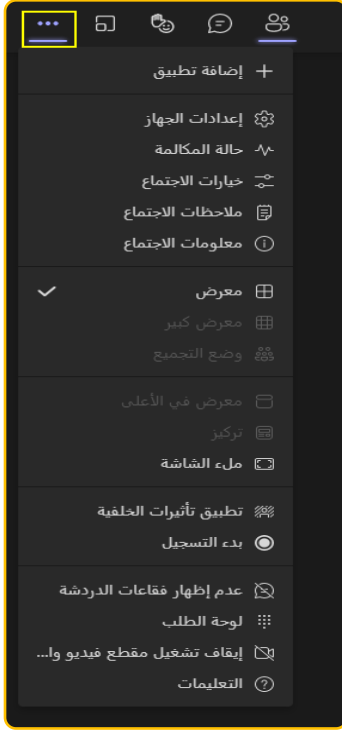 إضافة تطبيق
إعدادات الجهاز
حالة المكالمة
خيارات الاجتماع
ملاحظات الاجتماع
معلومات الاجتماع
معرض
معرض كبير
وضع التجميع
معرض في الأعلى
تركيز
ملء الشاشة
تطبيق تأثيرات الخلفية
بدء التسجيل
عدم إظهار فقاعات الدردشة
لوحة الطلب
إيقاف تشغيل مقطع فيديو وا...
التعليمات